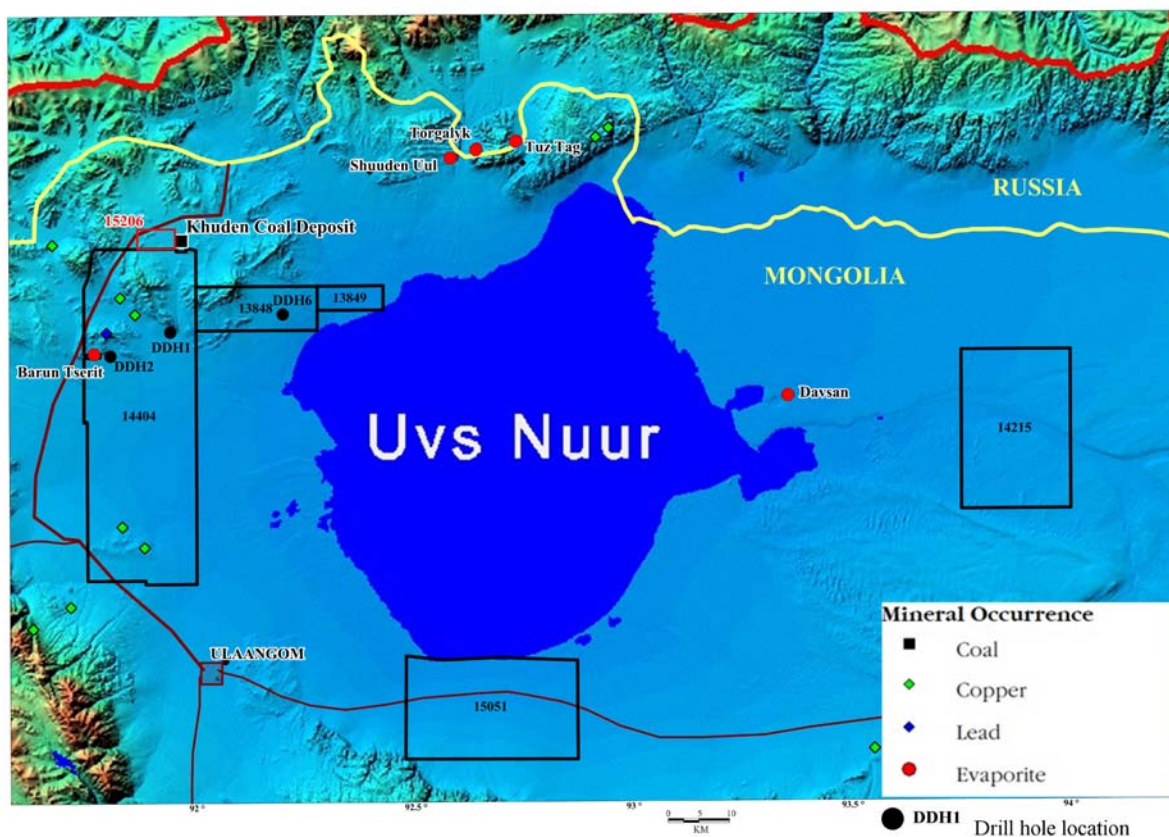 Torgalyk
Tuz Tag
Shuuden Uul
RUSSIA
15206
Khuden Coal Deposit
MONGOLIA
13848
DDH6
13849
DDH1
DDH2
Barun Tserit
14404
Davsan
Uvs Nuur
14215
ULAANGOM
15051
Mineral Occurrence
Coal
Copper
Lead
Evaporite
DDH1 Drill hole location
92 °
92.5 °
93 °
93.5 °
94 °
0 5 10
KM